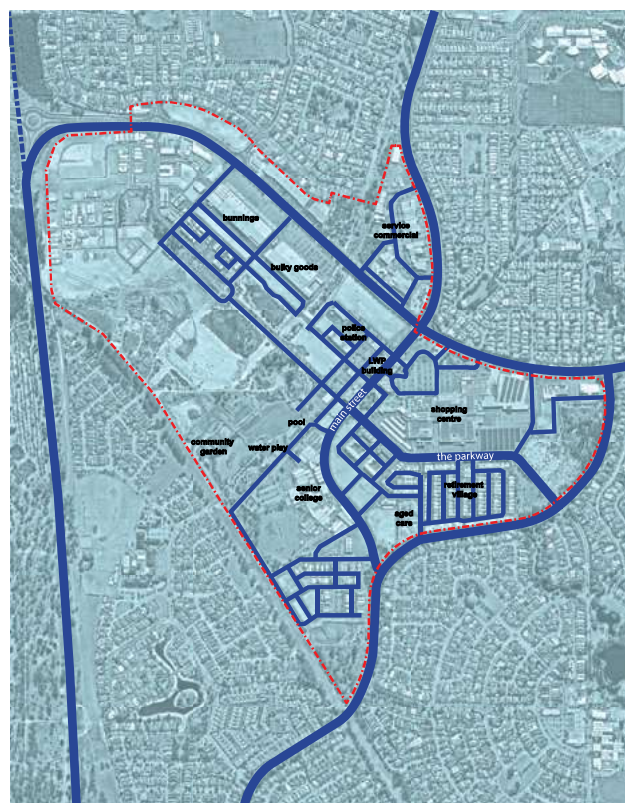 bunnings
service
commercial
bulky goods
police
station
LWP
building
main street
shopping
centre
pool
community
garden
water play
the parkway
senior
college
retirement
village
aged
care